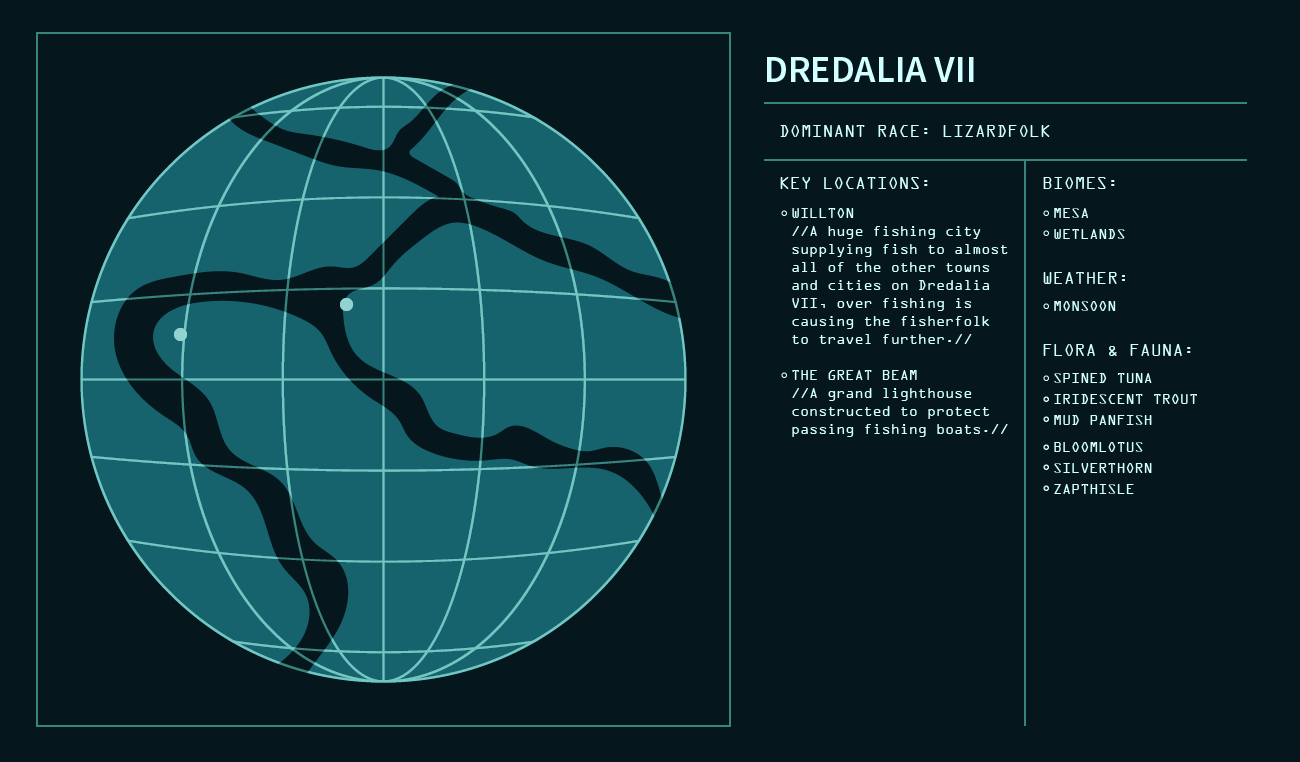 DREDALIA VII
DOMINANT RACE: LIZARDFOLK
KEY LOCATIONS:
WILLTON
//A huge fishing city
supplying fish to almost
all of the other towns
and cities on Dredalia
VII, over fishing is
causing the fisherfolk
to travel further.//
THE GREAT BEAM
//A grand lighthouse
constructed to protect
passing fishing boats.//
BIOMES:
MESA
WETLANDS
WEATHER:
MONSOON
FLORA & FAUNA:
SPINED TUNA
IRIDESCENT TROUT
MUD PANFISH
BLOOMLOTUS
SILVERTHORN
ZAPTHISLE